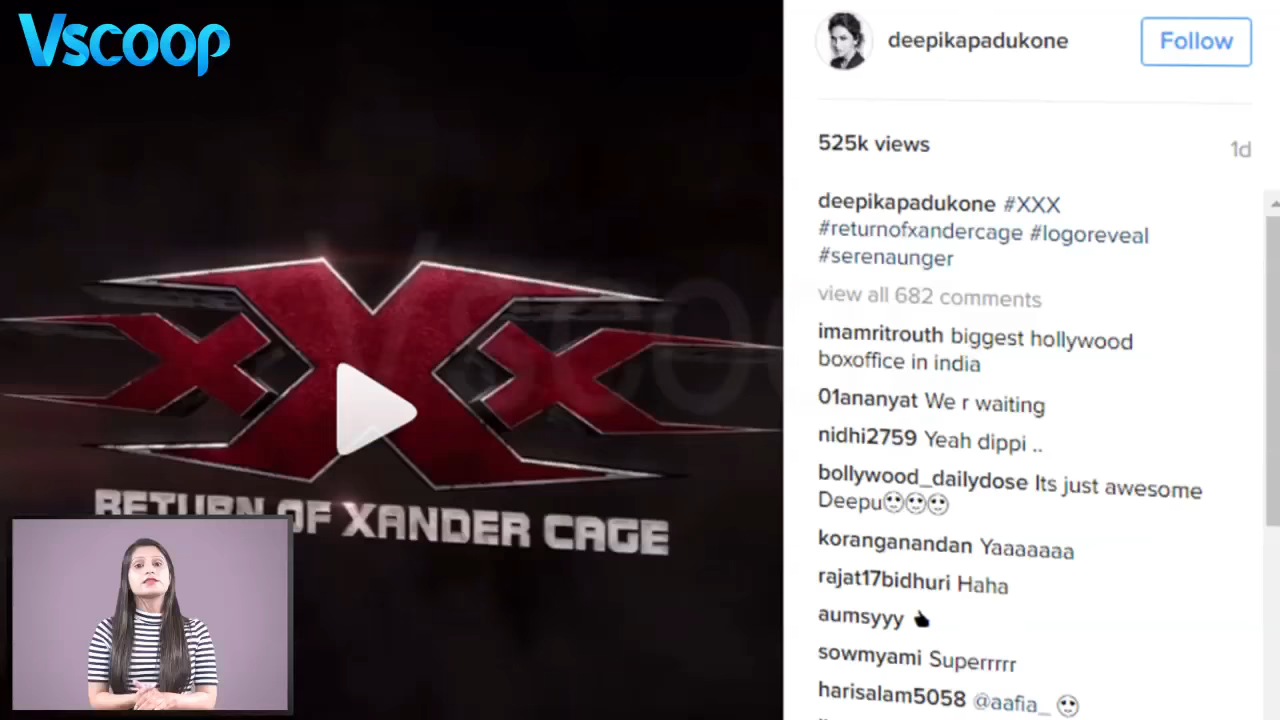 Vscoop
xXx
RETURN OF XANDER CAGE
deepikapadukone
Follow
525k views
1d
deepikapadukone #XXX
#returnofxandercage #logoreveal
#serenaunger
view all 682 comments
imamritrouth biggest hollywood
boxoffice in india
01ananyat We r waiting
nidhi2759 Yeah dippi ..
bollywood_dailydose Its just awesome
Deepu
koranganandan Yaaaaaaa
rajat17bidhuri Haha
aumsyyy
sowmyami Superrrrr
harisalam5058 @aafia_
Vscoop